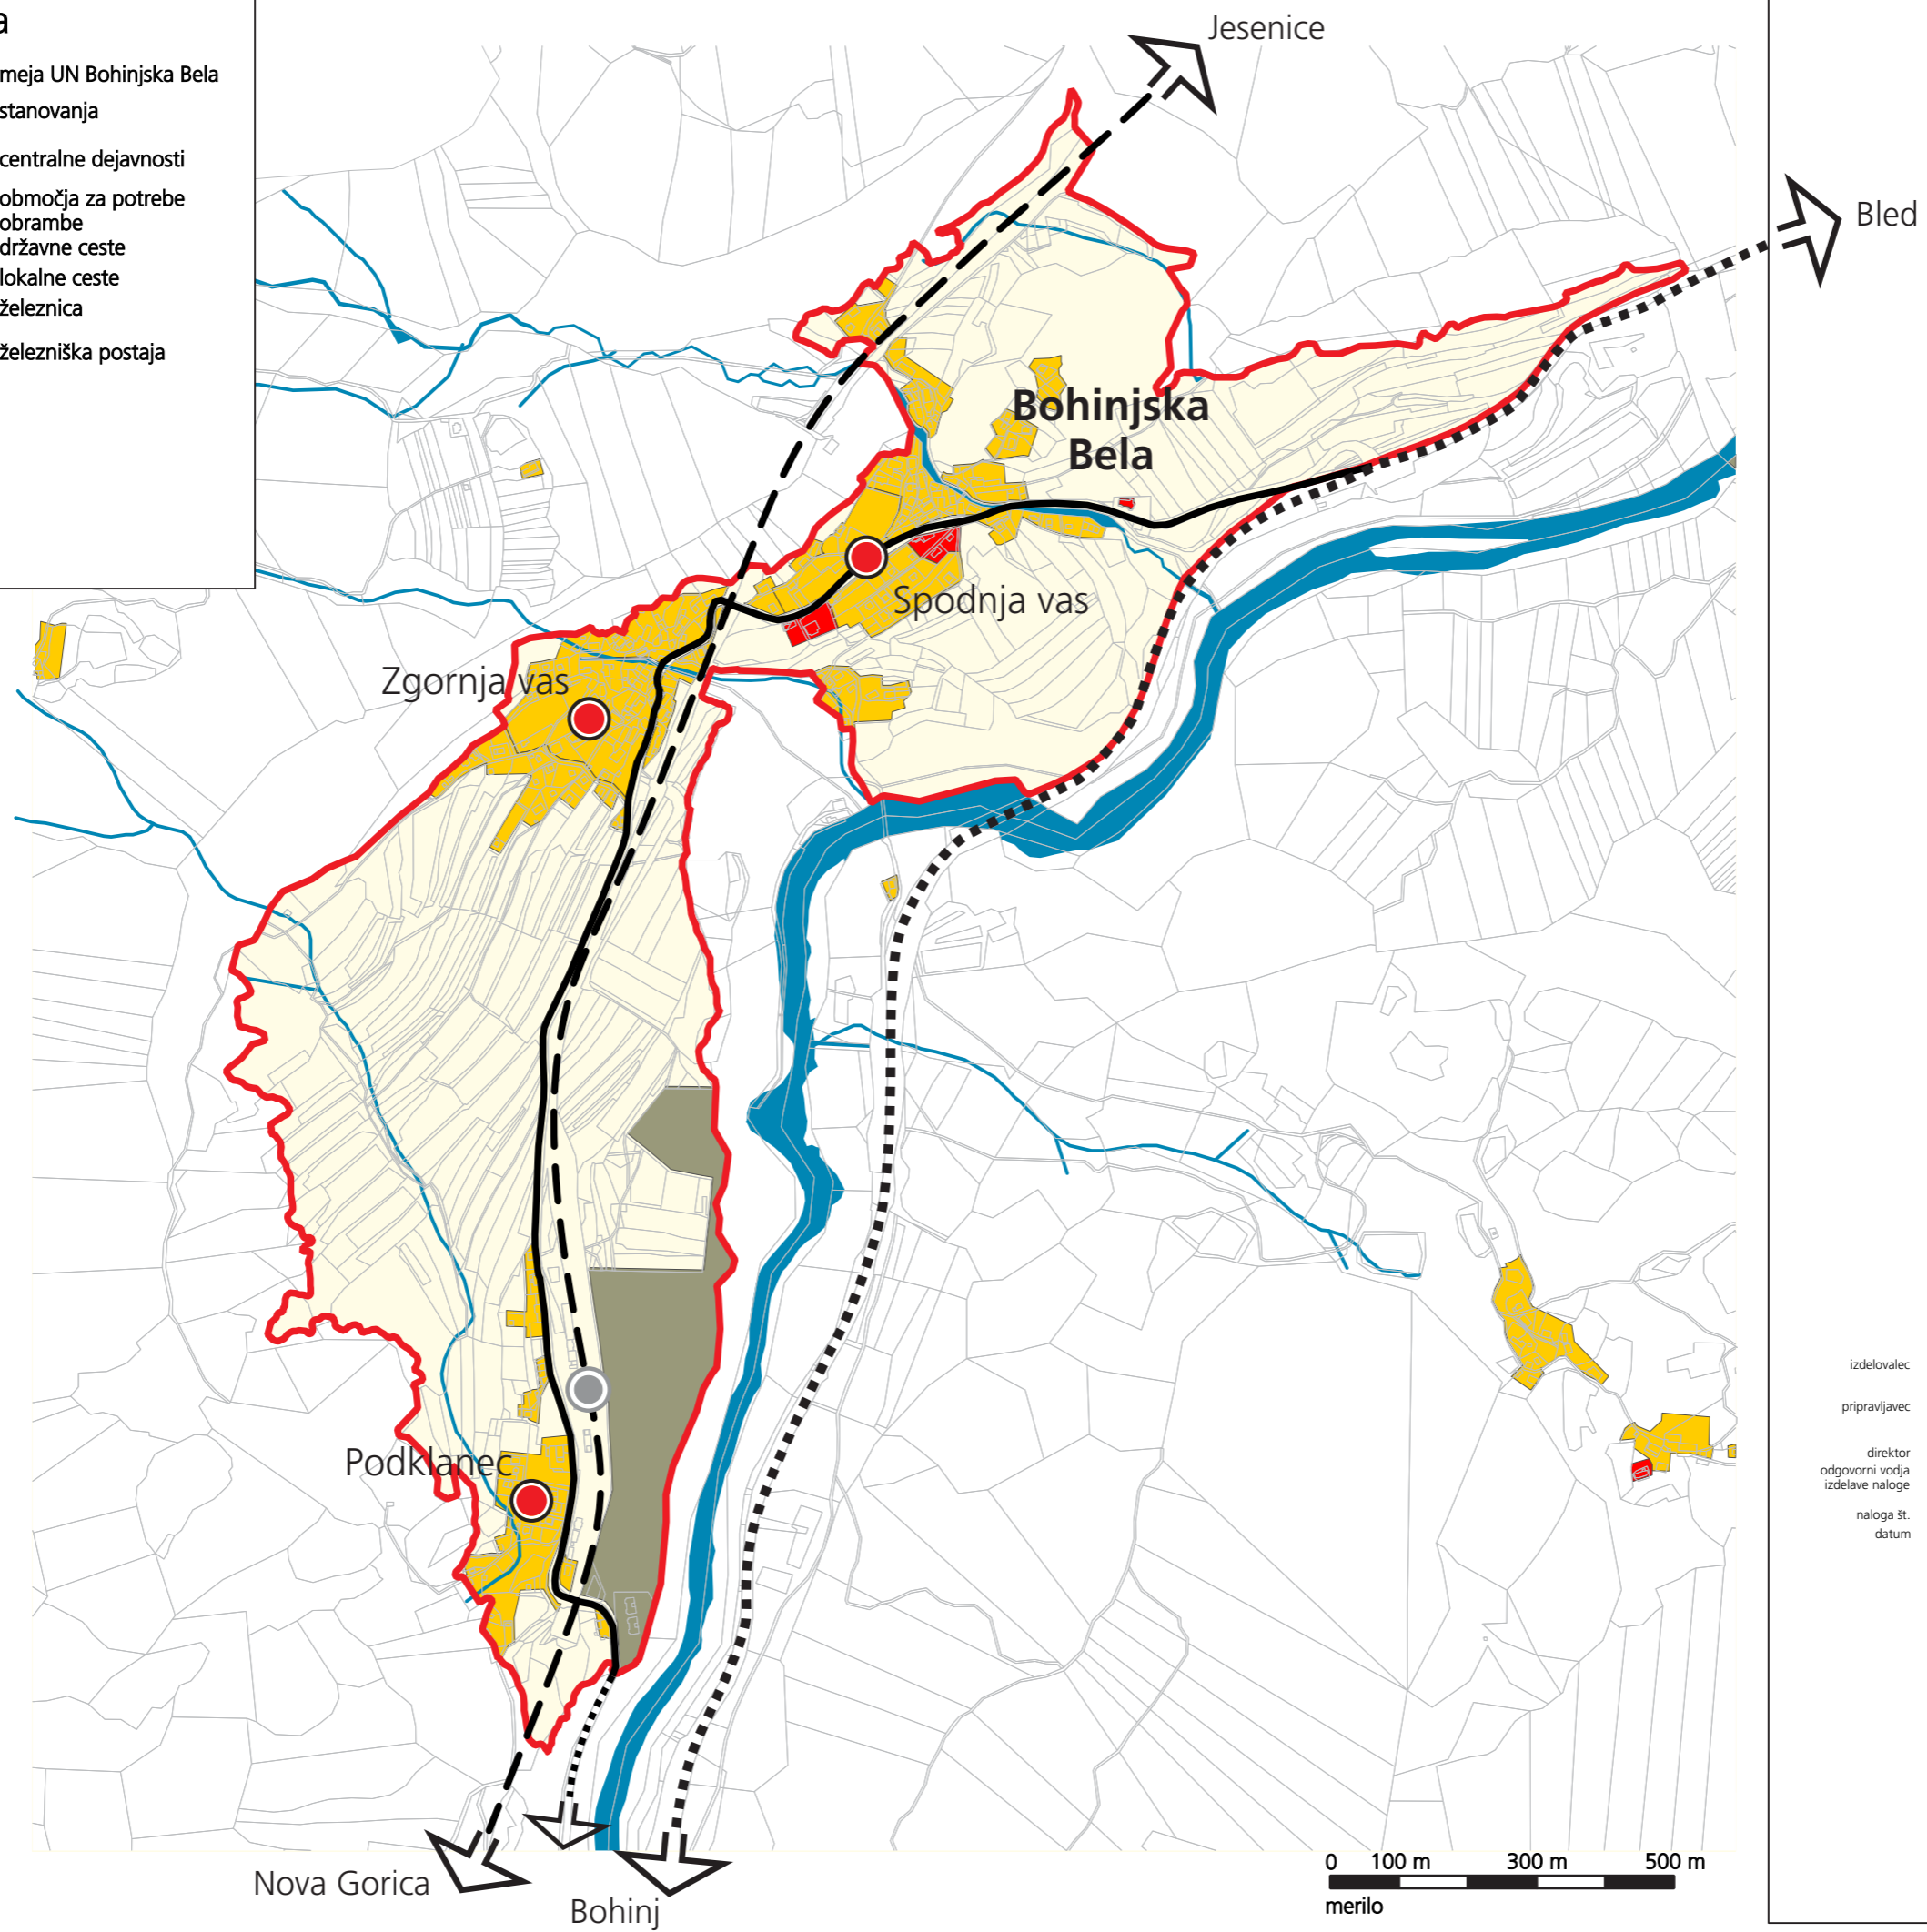 a
meja UN Bohinjska Bela
stanovanja
centralne dejavnosti
območja za potrebe
obrambe
državne ceste
lokalne ceste
železnica
železniška postaja
Jesenice
Bled
Bohinjska
Bela
Spodnja vas
Zgornja vas
Podklanec
Nova Gorica
Bohinj
0 100 m 300 m 500 m
merilo
izdelovalec
pripravljavec
direktor
odgovorni vodja
izdelave naloge
naloga št.
datum